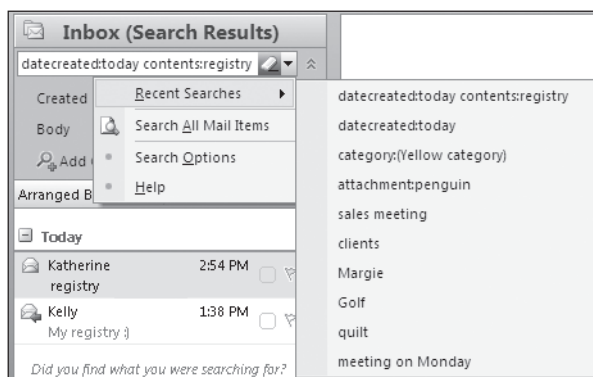 Inbox (Search Results)
datecreated:today contents:registry
Created
Body
Add
Arranged B
Recent Searches
Search All Mail Items
Search Options
Help
datecreated:today contents:registry
datecreated:today
category:(Yellow category)
attachment:penguin
sales meeting
clients
Margie
Golf
quilt
meeting on Monday
Today
Katherine 2:54 PM
registry
Kelly 1:38 PM
My registry :)
Did you find what you were searching for?